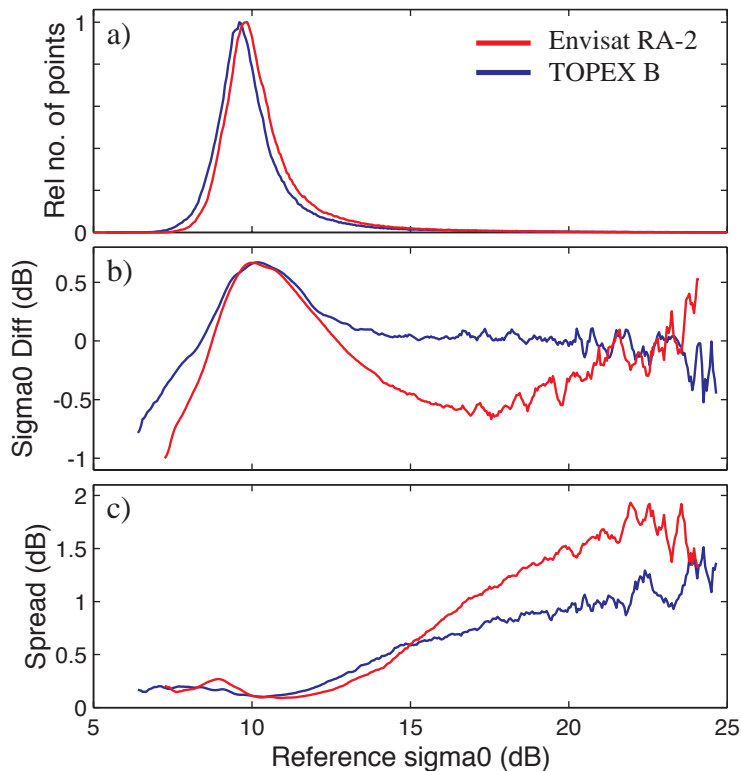 a)
Envisat RA-2
TOPEX B
Rel no. of points
1
0
b)
Sigma0 Diff (dB)
0.5
0
-0.5
-1
c)
Spread (dB)
2
1.5
1
0.5
0
5 10 15 20 25
Reference sigma0 (dB)